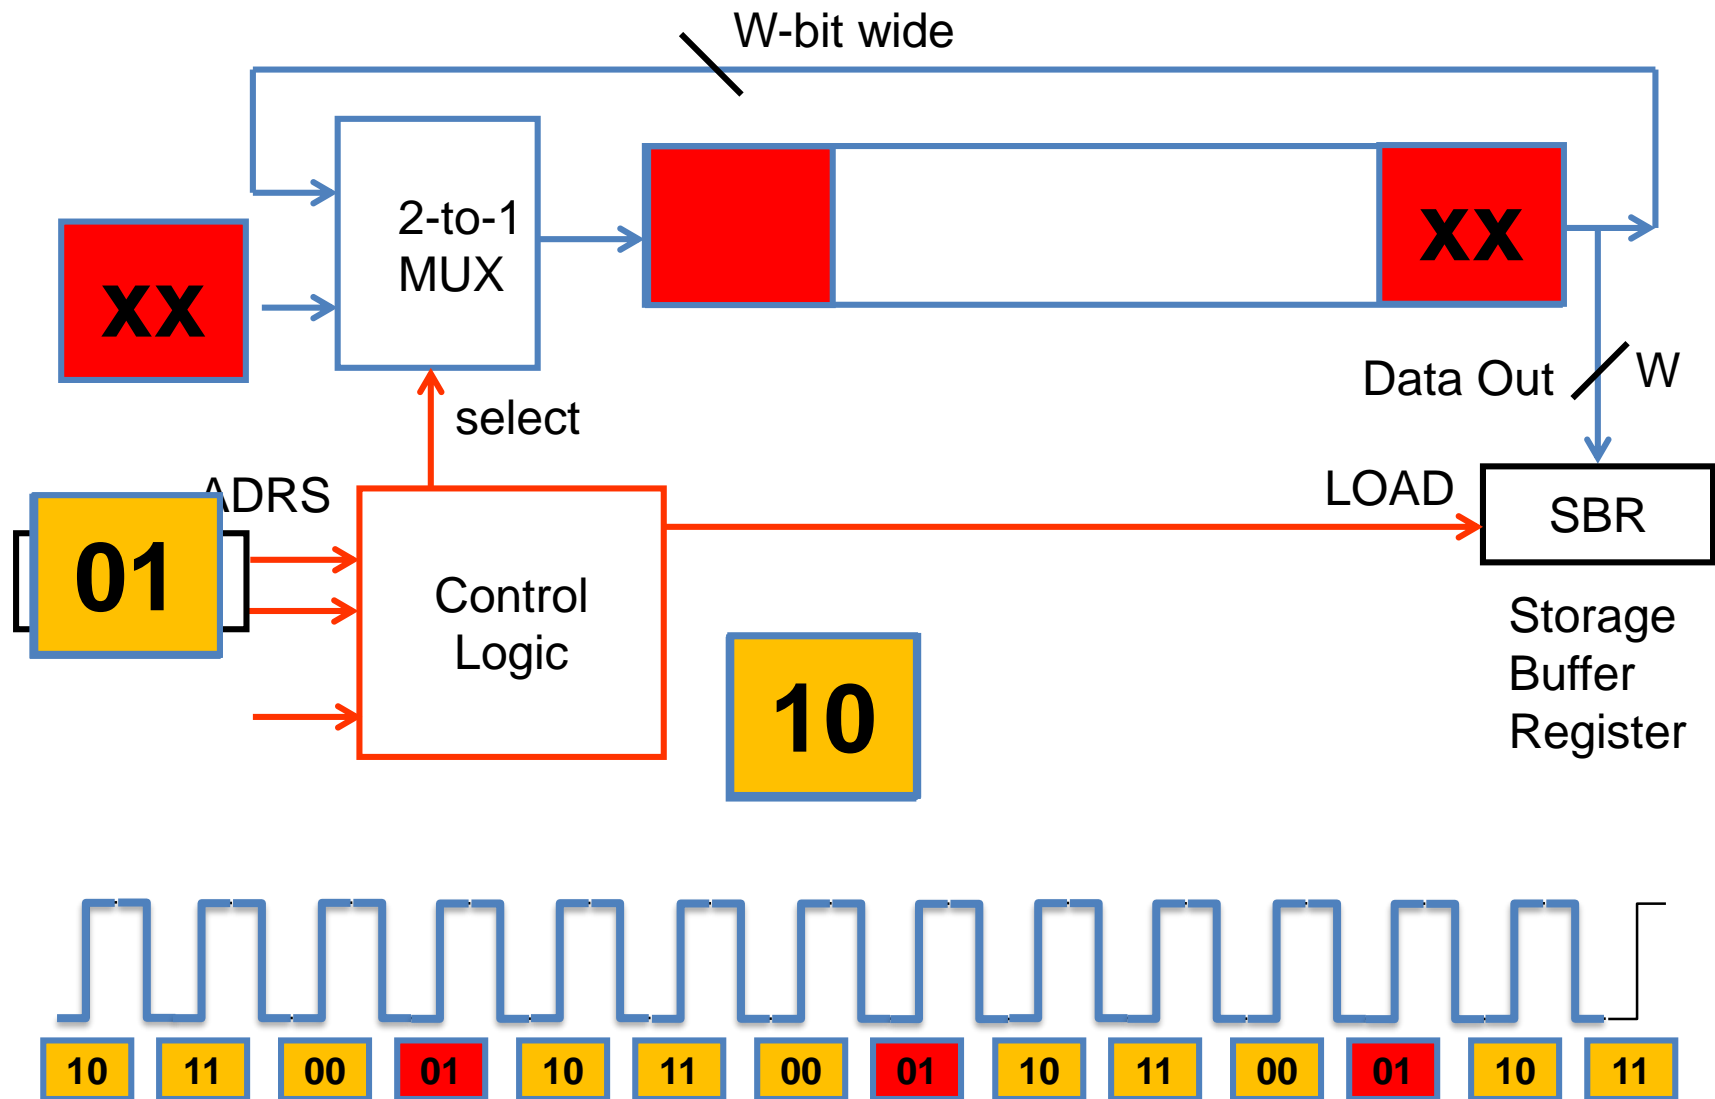 W-bit wide
2-to-1
MUX
xx
xx
Data Out
W
select
ADRS
LOAD
SBR
01
Control
Logic
10
Storage
Buffer
Register
10 11 00 01 10 11 00 01 10 11 00 01 10 11